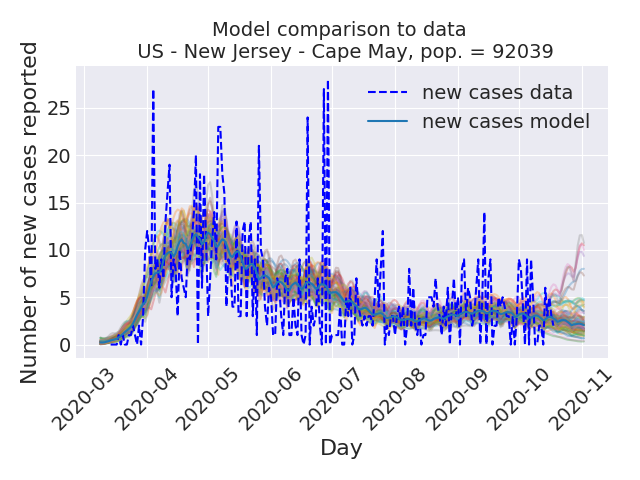 Model comparison to data
US - New Jersey - Cape May, pop. = 92039
Number of new cases reported
25
20
15
10
5
0
new cases data
new cases model
2020-03
2020-04
2020-05
2020-06
2020-07
2020-08
2020-09
2020-10
2020-11
Day